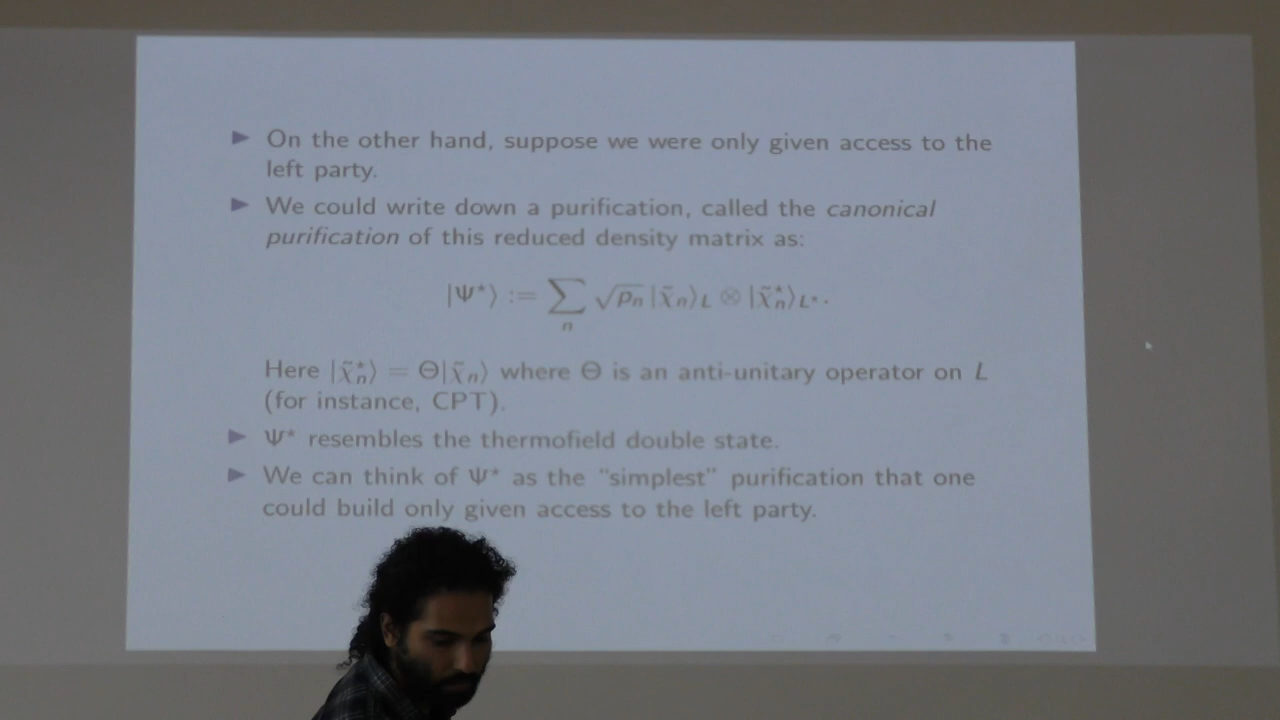 ► On the other hand, suppose we were only given access to the
left party.
► We could write down a purification, called the canonical
purification of this reduced density matrix as:
|Ψ*⟩ := ∑ₙ √pₙ |χ̃ₙ⟩_L ⊗ |χ̃ₙ*⟩_L*.
Here |χ̃ₙ*⟩ = Θ|χ̃ₙ⟩ where Θ is an anti-unitary operator on L
(for instance, CPT).
► Ψ* resembles the thermofield double state.
► We can think of Ψ* as the "simplest" purification that one
could build only given access to the left party.